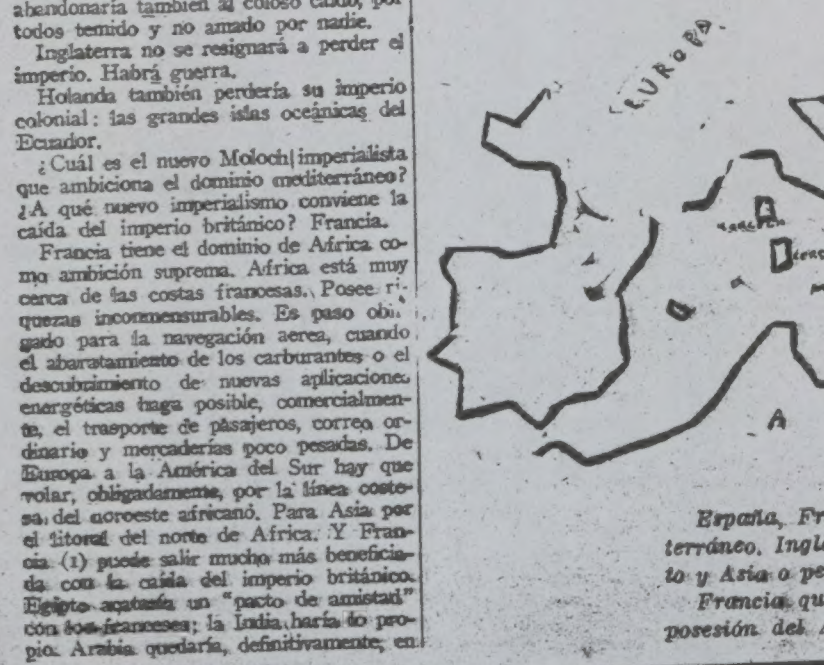 abandonaría también al coloso caído, por
todos temido y no amado por nadie.
Inglaterra no se resignará a perder el
imperio. Habrá guerra.
Holanda también perdería su imperio
colonial: las grandes islas oceánicas del
Ecuador.
¿Cuál es el nuevo Moloch imperialista
que ambiciona el dominio mediterráneo?
¿A qué nuevo imperialismo conviene la
caída del imperio británico? Francia.
Francia tiene el dominio de Africa co-
mo ambición suprema. Africa está muy
cerca de las costas francesas. Posee ri-
quezas inconmensurables. Es paso obli-
gado para la navegación aerea, cuando
el abaratamiento de los carburantes o el
descubrimiento de nuevas aplicaciones
energéticas haga posible, comercialmen-
te, el trasporte de pasajeros, correo or-
dinario y mercaderías poco pesadas. De
Europa a la América del Sur hay que
volar, obligadamente, por la línea coste-
sa del noroeste africano. Para Asia por
el litoral del norte de Africa. Y Fran-
cia (1) puede salir mucho más beneficia-
da con la caída del imperio británico.
Egipto aceptaría un "pacto de amistad"
con los franceses; la India haría lo pro-
pio. Arabia quedaría, definitivamente, en
EUROPA
A
España, Fr
terráneo. Ingla
to y Asia o pe
Francia qu
posesión del A